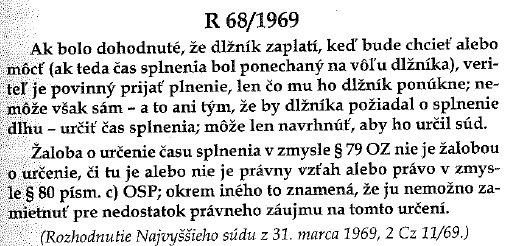 R 68/1969
Ak bolo dohodnuté, že dlžník zaplatí, keď bude chcieť alebo
môcť (ak teda čas splnenia bol ponechaný na vôľu dlžníka), veri-
teľ je povinný prijať plnenie, len čo mu ho dlžník ponúkne; ne-
môže však sám – a to ani tým, že by dlžníka požiadal o splnenie
dlhu – určiť čas splnenia; môže len navrhnúť, aby ho určil súd.
Žaloba o určenie času splnenia v zmysle § 79 OZ nie je žalobou
o určenie, či tu je alebo nie je právny vzťah alebo právo v zmys-
le § 80 písm. c) OSP; okrem iného to znamená, že ju nemožno za-
mietnuť pre nedostatok právneho záujmu na tomto určení.
(Rozhodnutie Najvyššieho súdu z 31. marca 1969, 2 Cz 11/69.)